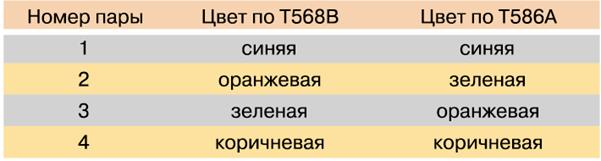 Номер пары Цвет по T568B Цвет по T586A
1 синяя синяя
2 оранжевая зеленая
3 зеленая оранжевая
4 коричневая коричневая